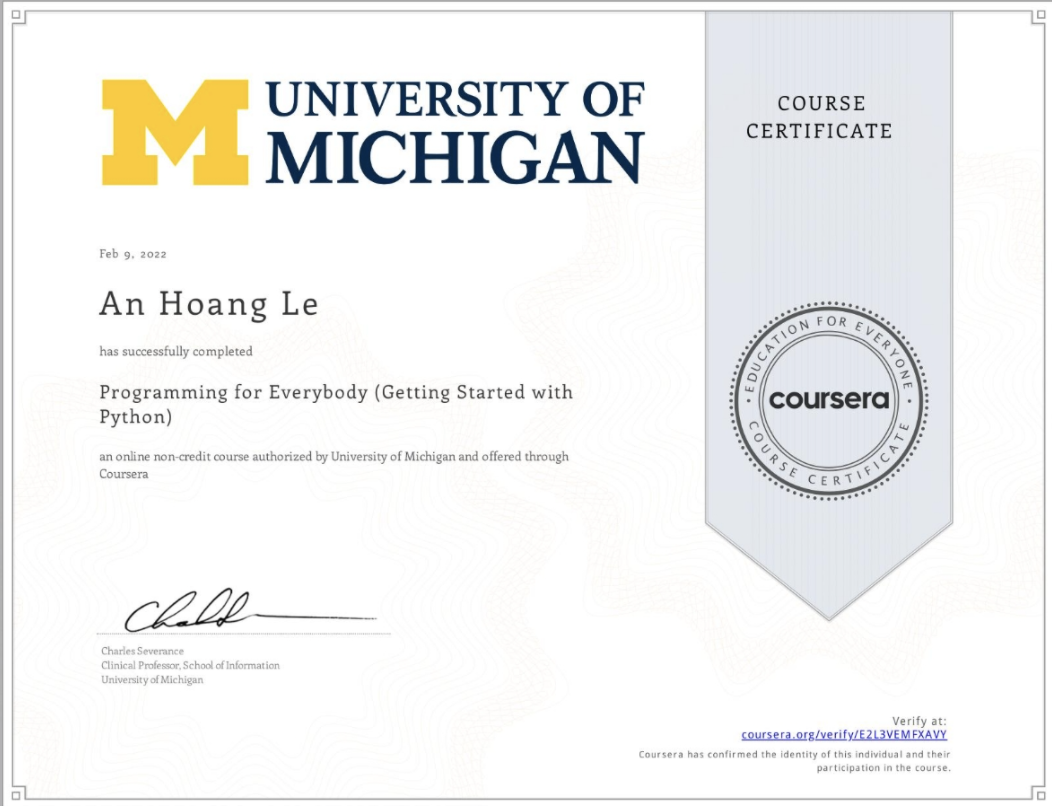 UNIVERSITY OF
MICHIGAN
COURSE
CERTIFICATE
Feb 9, 2022
An Hoang Le
has successfully completed
Programming for Everybody (Getting Started with
Python)
an online non-credit course authorized by University of Michigan and offered through
Coursera
EDUCATION FOR EVERYONE
coursera
COURSE CERTIFICATE
Charles Severance
Clinical Professor, School of Information
University of Michigan
Verify at:
coursera.org/verify/E2L3VEMFXAVY
Coursera has confirmed the identity of this individual and their
participation in the course.